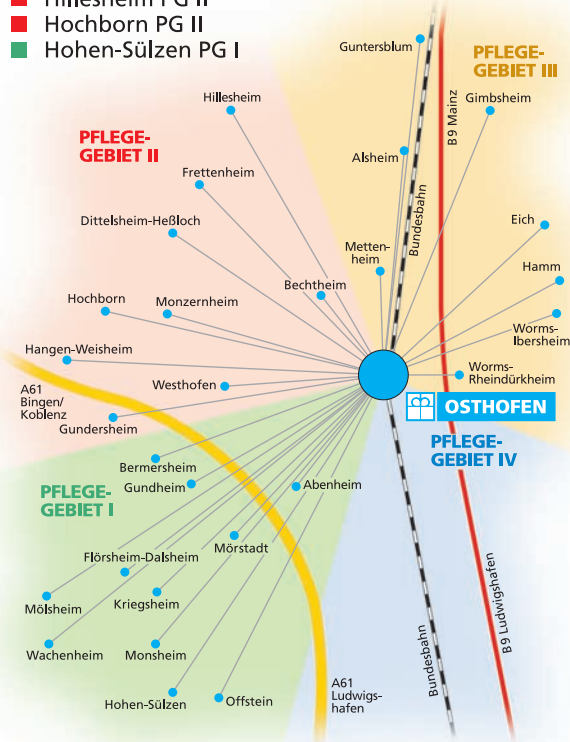 Hillesheim PG II
Hochborn PG II
Hohen-Sülzen PG I
Guntersblum
PFLEGE-
GEBIET III
Hillesheim
Gimbsheim
B9 Mainz
PFLEGE-
GEBIET II
Alsheim
Frettenheim
Bundesbahn
Dittelsheim-Heßloch
Eich
Metten-
heim
Hamm
Bechtheim
Hochborn
Monzernheim
Worms-
Ibersheim
Hangen-Weisheim
Worms-
Rheindürkheim
Westhofen
A61
Bingen/
Koblenz
OSTHOFEN
Gundersheim
PFLEGE-
GEBIET IV
Bermersheim
Gundheim
Abenheim
PFLEGE-
GEBIET I
Mörstadt
Flörsheim-Dalsheim
B9 Ludwigshafen
Mölsheim
Kriegsheim
Bundesbahn
Wachenheim
Monsheim
A61
Ludwigs-
hafen
Hohen-Sülzen
Offstein